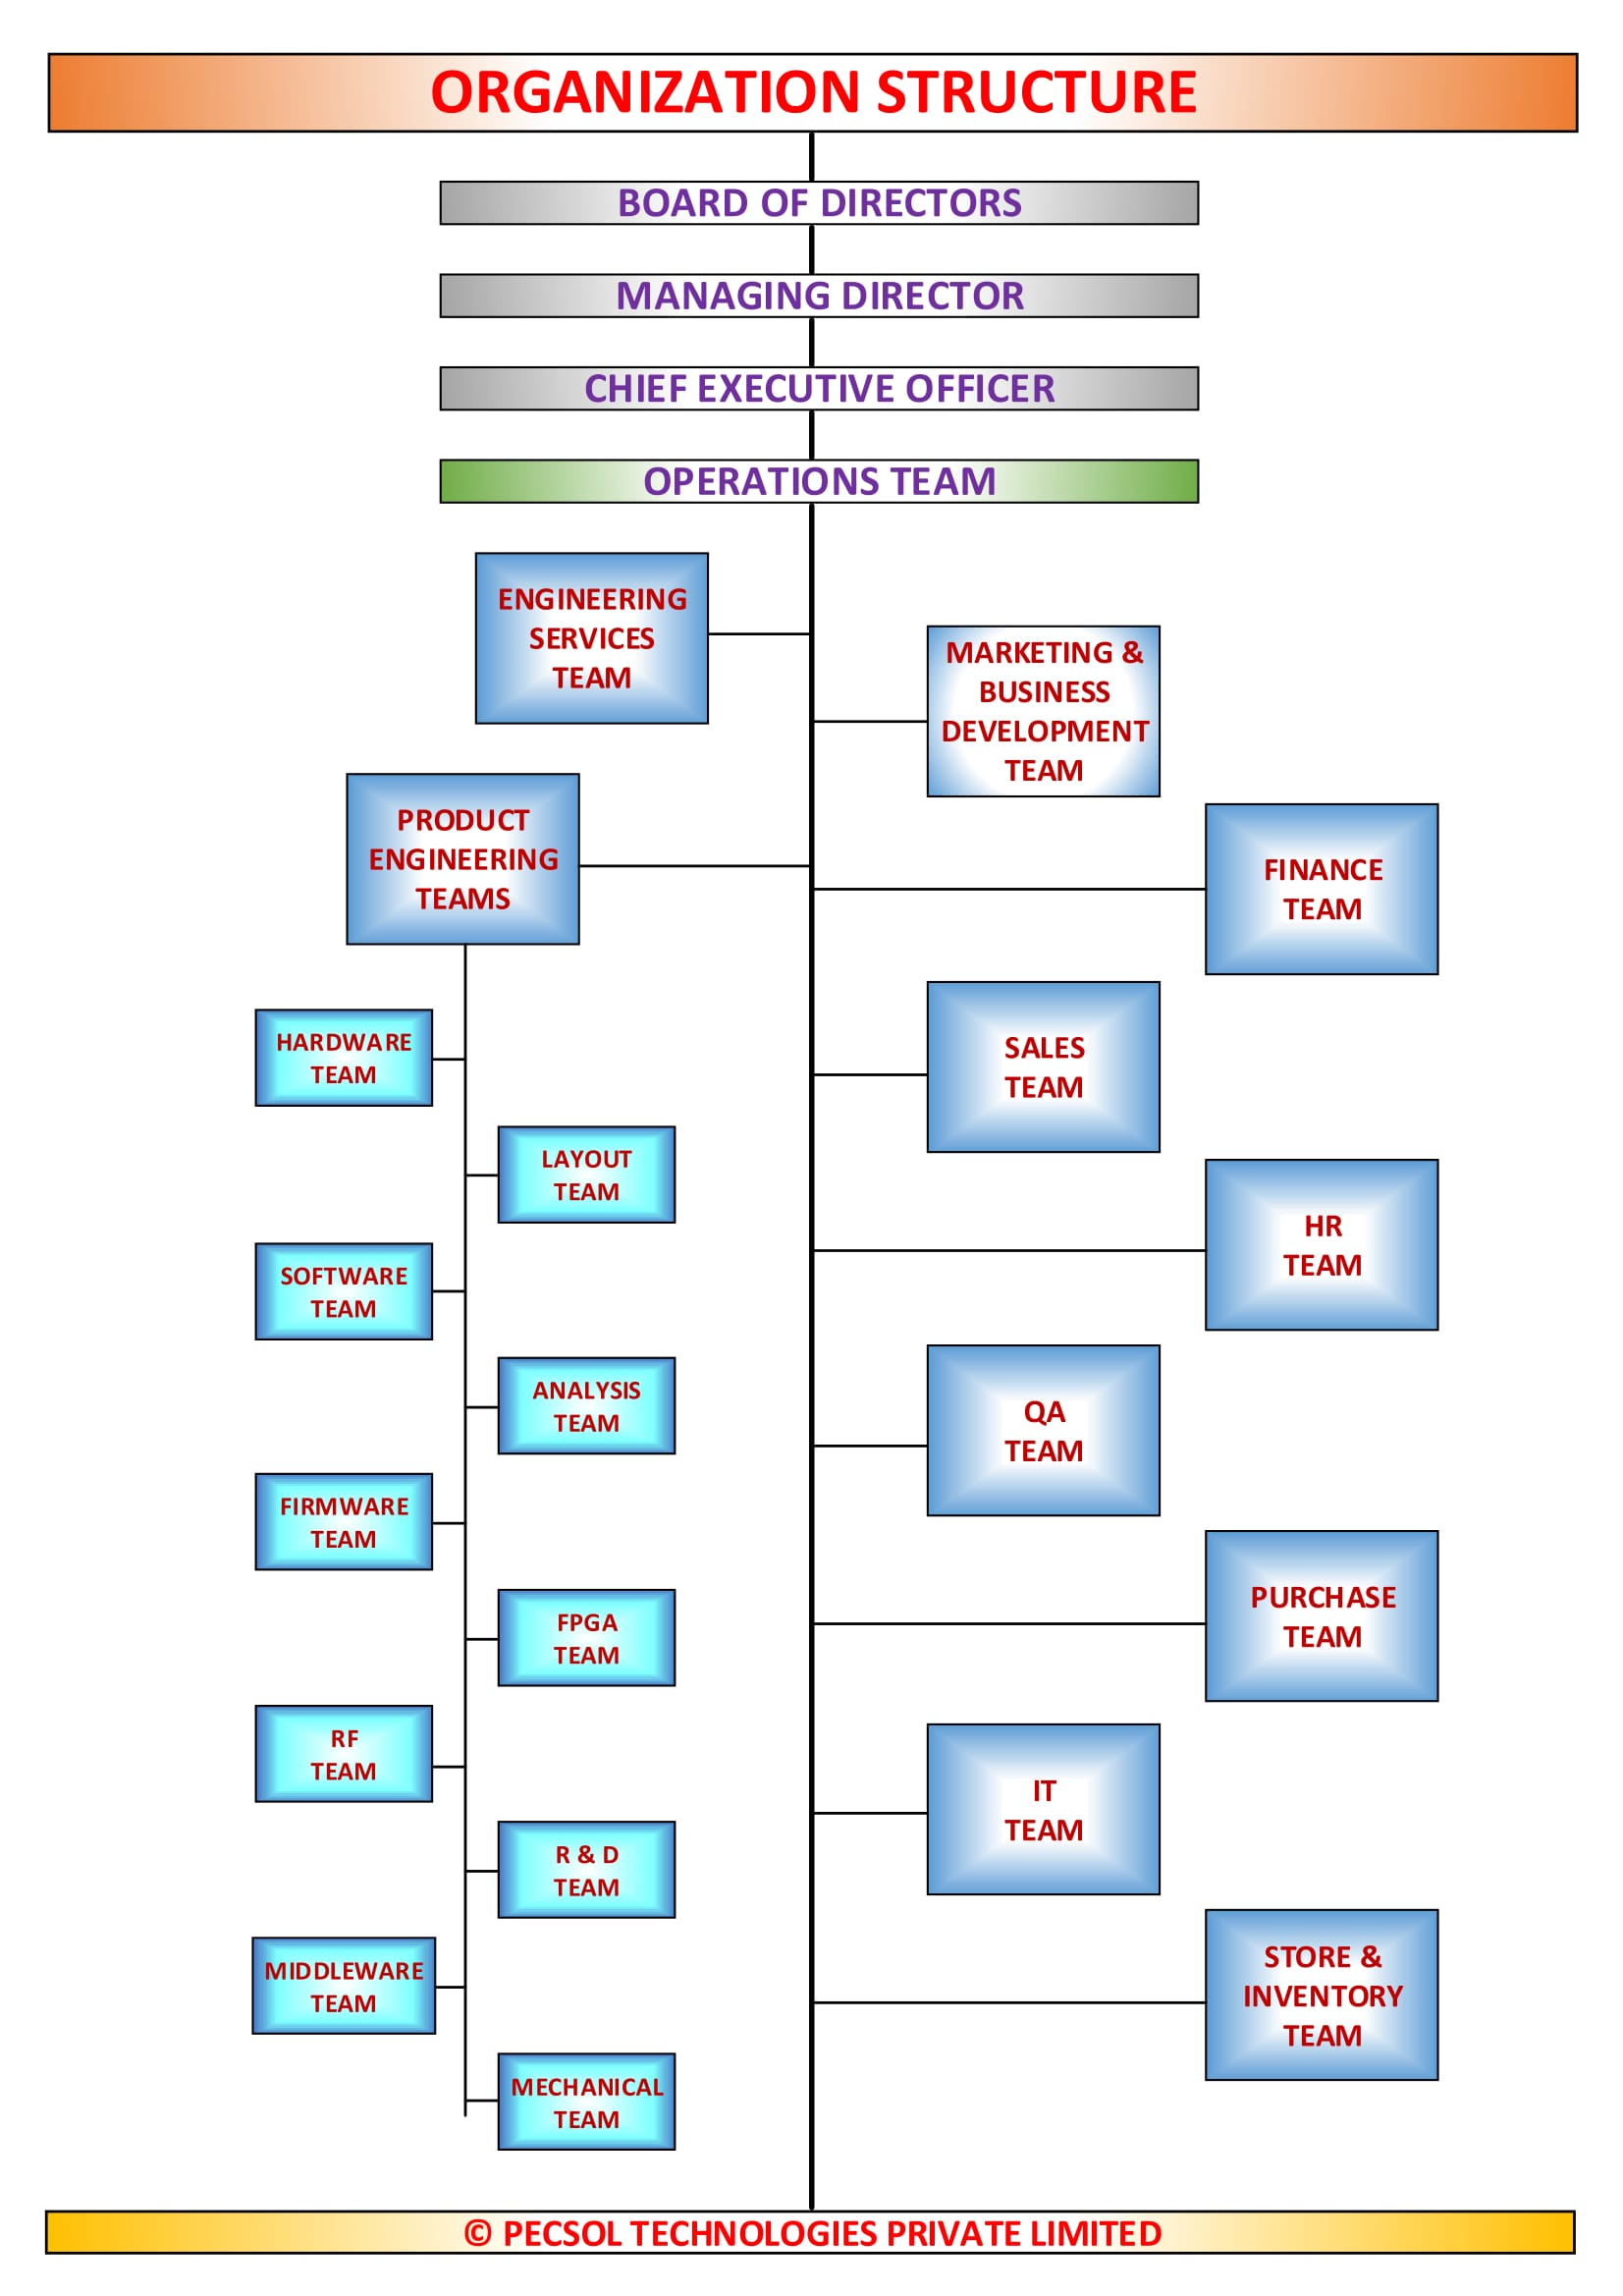 ORGANIZATION STRUCTURE
BOARD OF DIRECTORS
MANAGING DIRECTOR
CHIEF EXECUTIVE OFFICER
OPERATIONS TEAM
ENGINEERING
SERVICES
TEAM
MARKETING &
BUSINESS
DEVELOPMENT
TEAM
PRODUCT
ENGINEERING
TEAMS
FINANCE
TEAM
HARDWARE
TEAM
LAYOUT
TEAM
SOFTWARE
TEAM
ANALYSIS
TEAM
FIRMWARE
TEAM
FPGA
TEAM
RF
TEAM
R & D
TEAM
MIDDLEWARE
TEAM
MECHANICAL
TEAM
SALES
TEAM
HR
TEAM
QA
TEAM
PURCHASE
TEAM
IT
TEAM
STORE &
INVENTORY
TEAM
© PECSOL TECHNOLOGIES PRIVATE LIMITED